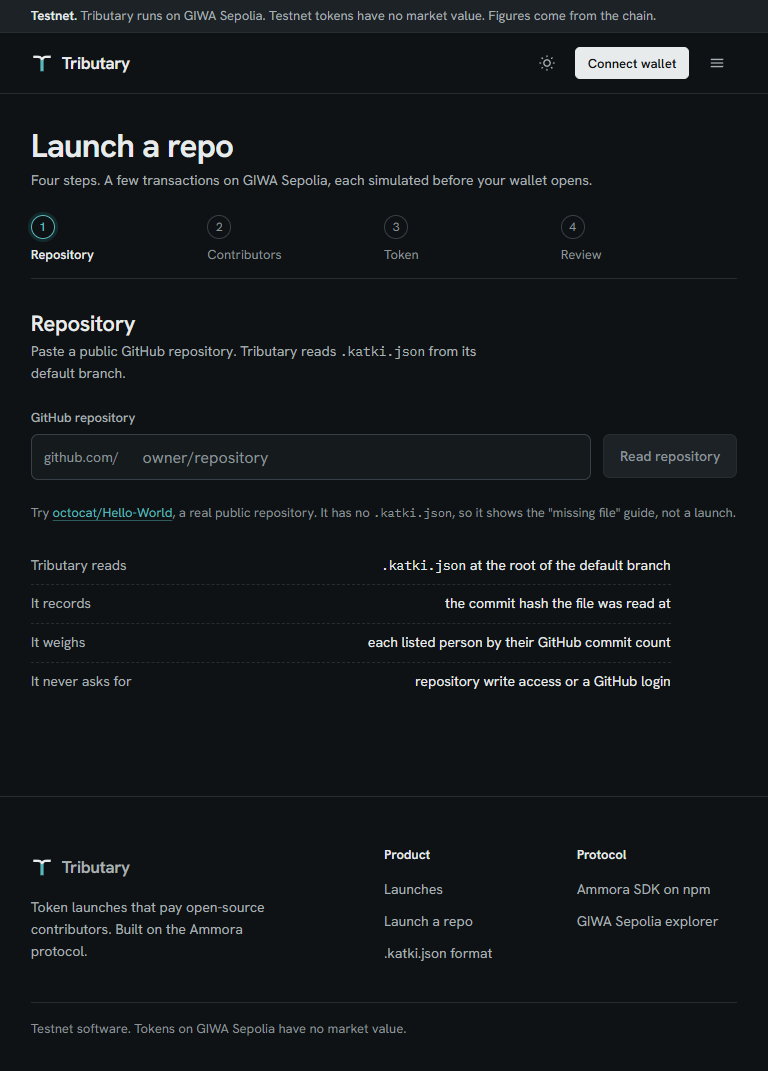 Testnet. Tributary runs on GIWA Sepolia. Testnet tokens have no market value. Figures come from the chain.
Tributary
Connect wallet
Launch a repo
Four steps. A few transactions on GIWA Sepolia, each simulated before your wallet opens.
1
2
3
4
Repository
Contributors
Token
Review
Repository
Paste a public GitHub repository. Tributary reads .katki.json from its
default branch.
GitHub repository
github.com/ owner/repository
Read repository
Try octocat/Hello-World, a real public repository. It has no .katki.json, so it shows the "missing file" guide, not a launch.
Tributary reads .katki.json at the root of the default branch
It records the commit hash the file was read at
It weighs each listed person by their GitHub commit count
It never asks for repository write access or a GitHub login
Tributary
Token launches that pay open-source
contributors. Built on the Ammora
protocol.
Product
Launches
Launch a repo
.katki.json format
Protocol
Ammora SDK on npm
GIWA Sepolia explorer
Testnet software. Tokens on GIWA Sepolia have no market value.